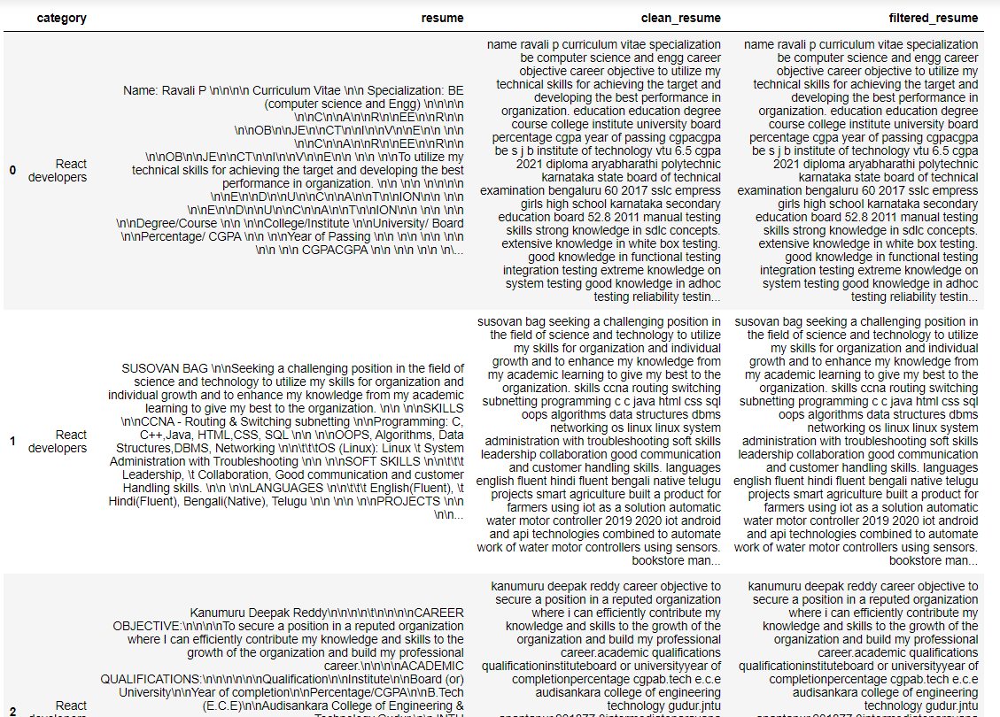 category resume clean_resume filtered_resume
0
React
developers
Name: Ravali P \n\n\n\n Curriculum Vitae \n\n Specialization: BE
(computer science and Engg) \n\n\n\n
\n\nC\n\nA\n\nR\n\nEE\n\nR\n\n
\n\nOB\n\nJE\n\nCT\n\nI\n\nV\n\nE\n\n \n\n
\n\nC\n\nA\n\nR\n\nEE\n\nR\n\n
\n\nOB\n\nJE\n\nCT\n\nI\n\nV\n\nE\n\n \n\n \n\nTo utilize my
technical skills for achieving the target and developing the best
performance in organization. \n\n \n\n \n\n\n\n
\n\nE\n\nD\n\nU\n\nC\n\nA\n\nT\n\nION\n\n \n\n
\n\nE\n\nD\n\nU\n\nC\n\nA\n\nT\n\nION\n\n \n\n \n\n
\n\nDegree/Course \n\n \n\nCollege/Institute \n\nUniversity/ Board
\n\nPercentage/ CGPA \n\n \n\nYear of Passing \n\n \n\n \n\n \n\n
\n\n \n\n CGPACGPA \n\n \n\n \n\n \n\...
name ravali p curriculum vitae specialization
be computer science and engg career
objective career objective to utilize my
technical skills for achieving the target and
developing the best performance in
organization. education education degree
course college institute university board
percentage cgpa year of passing cgpacgpa
be s j b institute of technology vtu 6.5 cgpa
2021 diploma aryabharathi polytechnic
karnataka state board of technical
examination bengaluru 60 2017 sslc empress
girls high school karnataka secondary
education board 52.8 2011 manual testing
skills strong knowledge in sdlc concepts.
extensive knowledge in white box testing.
good knowledge in functional testing
integration testing extreme knowledge on
system testing good knowledge in adhoc
testing reliability testin...
name ravali p curriculum vitae specialization
be computer science and engg career
objective career objective to utilize my
technical skills for achieving the target and
developing the best performance in
organization. education education degree
course college institute university board
percentage cgpa year of passing cgpacgpa
be s j b institute of technology vtu 6.5 cgpa
2021 diploma aryabharathi polytechnic
karnataka state board of technical
examination bengaluru 60 2017 sslc empress
girls high school karnataka secondary
education board 52.8 2011 manual testing
skills strong knowledge in sdlc concepts.
extensive knowledge in white box testing.
good knowledge in functional testing
integration testing extreme knowledge on
system testing good knowledge in adhoc
testing reliability testin...
1
React
developers
SUSOVAN BAG \n\nSeeking a challenging position in the field of
science and technology to utilize my skills for organization and
individual growth and to enhance my knowledge from my academic
learning to give my best to the organization. \n\n \n\nSKILLS
\n\nCCNA - Routing & Switching subnetting \n\nProgramming: C,
C++,Java, HTML,CSS, SQL \n\n \n\nOOPS, Algorithms, Data
Structures,DBMS, Networking \n\n\t\tOS (Linux): Linux \t System
Administration with Troubleshooting \n\n \n\nSOFT SKILLS \n\n\t\t\t
Leadership, \t Collaboration, Good communication and customer
Handling skills. \n\n \n\nLANGUAGES \n\n\t\t\t English(Fluent), \t
Hindi(Fluent), Bengali(Native), Telugu \n\n \n\n \n\nPROJECTS \n\n
\n\n...
susovan bag seeking a challenging position in
the field of science and technology to utilize
my skills for organization and individual
growth and to enhance my knowledge from
my academic learning to give my best to the
organization. skills ccna routing switching
subnetting programming c c java html css sql
oops algorithms data structures dbms
networking os linux linux system
administration with troubleshooting soft skills
leadership collaboration good communication
and customer handling skills. languages
english fluent hindi fluent bengali native telugu
projects smart agriculture built a product for
farmers using iot as a solution automatic
water motor controller 2019 2020 iot android
and api technologies combined to automate
work of water motor controllers using sensors.
bookstore man...
susovan bag seeking a challenging position in
the field of science and technology to utilize
my skills for organization and individual
growth and to enhance my knowledge from
my academic learning to give my best to the
organization. skills ccna routing switching
subnetting programming c c java html css sql
oops algorithms data structures dbms
networking os linux linux system
administration with troubleshooting soft skills
leadership collaboration good communication
and customer handling skills. languages
english fluent hindi fluent bengali native telugu
projects smart agriculture built a product for
farmers using iot as a solution automatic
water motor controller 2019 2020 iot android
and api technologies combined to automate
work of water motor controllers using sensors.
bookstore man...
2
React
Kanumuru Deepak Reddy\n\n\n\n\t\n\n\n\nCAREER
OBJECTIVE:\n\n\n\nTo secure a position in a reputed organization
where I can efficiently contribute my knowledge and skills to the
growth of the organization and build my professional
career.\n\n\n\nACADEMIC
QUALIFICATIONS:\n\n\n\n\n\nQualification\n\nInstitute\n\nBoard (or)
University\n\nYear of completion\n\nPercentage/CGPA\n\nB.Tech
(E.C.E)\n\nAudisankara College of Engineering &
kanumuru deepak reddy career objective to
secure a position in a reputed organization
where i can efficiently contribute my
knowledge and skills to the growth of the
organization and build my professional
career.academic qualifications
qualificationinstituteboard or universityyear of
completionpercentage cgpab.tech e.c.e
audisankara college of engineering
technology gudur.jntu
kanumuru deepak reddy career objective to
secure a position in a reputed organization
where i can efficiently contribute my
knowledge and skills to the growth of the
organization and build my professional
career.academic qualifications
qualificationinstituteboard or universityyear of
completionpercentage cgpab.tech e.c.e
audisankara college of engineering
technology gudur.jntu